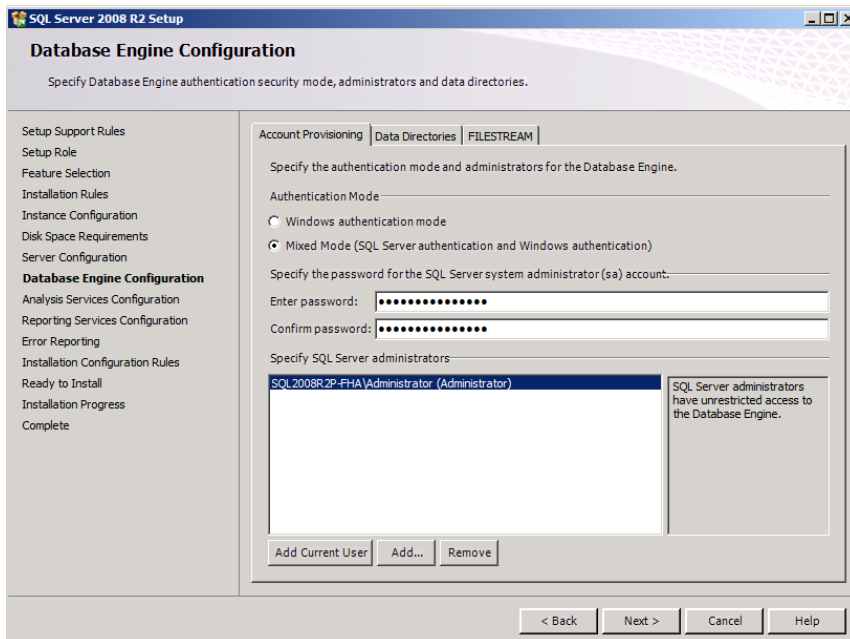 SQL Server 2008 R2 Setup
Database Engine Configuration
Specify Database Engine authentication security mode, administrators and data directories.
Setup Support Rules
Setup Role
Feature Selection
Installation Rules
Instance Configuration
Disk Space Requirements
Server Configuration
Database Engine Configuration
Analysis Services Configuration
Reporting Services Configuration
Error Reporting
Installation Configuration Rules
Ready to Install
Installation Progress
Complete
Account Provisioning Data Directories FILESTREAM
Specify the authentication mode and administrators for the Database Engine.
Authentication Mode
Windows authentication mode
Mixed Mode (SQL Server authentication and Windows authentication)
Specify the password for the SQL Server system administrator (sa) account.
Enter password: ●●●●●●●●●●●●●●●
Confirm password: ●●●●●●●●●●●●●●●
Specify SQL Server administrators
SQL2008R2P-FHA\Administrator (Administrator)
SQL Server administrators
have unrestricted access to
the Database Engine.
Add Current User Add... Remove
< Back Next > Cancel Help